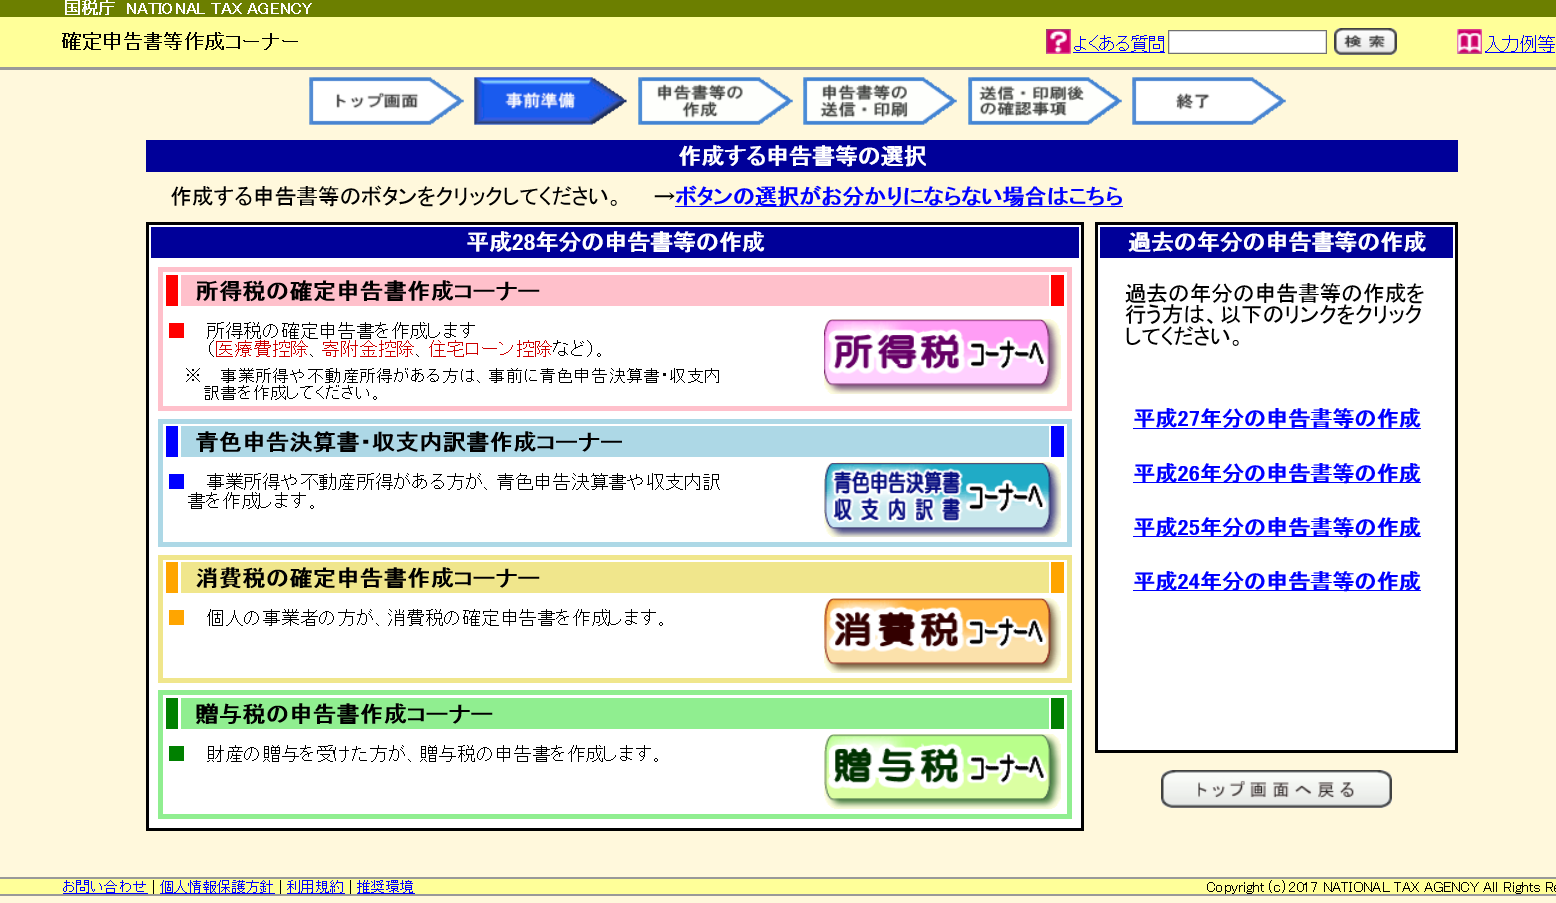 国税庁 NATIONAL TAX AGENCY
確定申告書等作成コーナー
よくある質問
検 索
入力例等
トップ画面
事前準備
申告書等の
作成
申告書等の
送信・印刷
送信・印刷後
の確認事項
終了
作成する申告書等の選択
作成する申告書等のボタンをクリックしてください。 →ボタンの選択がお分かりにならない場合はこちら
平成28年分の申告書等の作成
所得税の確定申告書作成コーナー
■ 所得税の確定申告書を作成します
（医療費控除、寄附金控除、住宅ローン控除など）。
※ 事業所得や不動産所得がある方は、事前に青色申告決算書・収支内
訳書を作成してください。
所得税 コーナーへ
青色申告決算書・収支内訳書作成コーナー
■ 事業所得や不動産所得がある方が、青色申告決算書や収支内訳
書を作成します。
青色申告決算書
収支内訳書 コーナーへ
消費税の確定申告書作成コーナー
■ 個人の事業者の方が、消費税の確定申告書を作成します。
消費税 コーナーへ
贈与税の申告書作成コーナー
■ 財産の贈与を受けた方が、贈与税の申告書を作成します。
贈与税 コーナーへ
過去の年分の申告書等の作成
過去の年分の申告書等の作成を
行う方は、以下のリンクをクリック
してください。
平成27年分の申告書等の作成
平成26年分の申告書等の作成
平成25年分の申告書等の作成
平成24年分の申告書等の作成
トップ画面へ戻る
お問い合わせ | 個人情報保護方針 | 利用規約 | 推奨環境
Copyright (c) 2017 NATIONAL TAX AGENCY All Rights